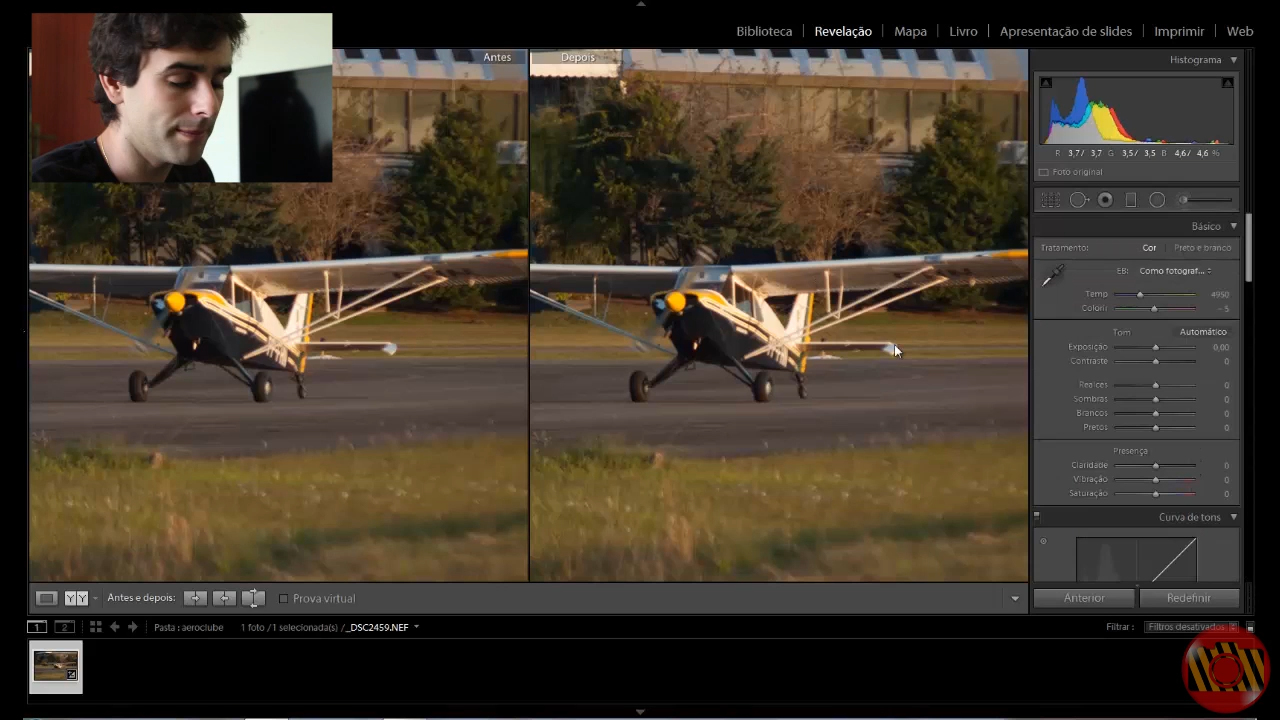 Biblioteca | Revelação | Mapa | Livro | Apresentação de slides | Imprimir | Web
Antes
Depois
Histograma
R 3,7 / 3,7 G 3,5 / 3,5 B 4,6 / 4,6 %
Foto original
Básico
Tratamento: Cor Preto e branco
EB: Como fotograf...
Temp 4950
Colorir - 5
Tom Automático
Exposição 0,00
Contraste 0
Realces 0
Sombras 0
Brancos 0
Pretos 0
Presença
Claridade 0
Vibração 0
Saturação 0
Curva de tons
Antes e depois: Prova virtual
Anterior Redefinir
1 2 Pasta : aeroclube 1 foto /1 selecionada(s) /_DSC2459.NEF
Filtrar : Filtros desativados